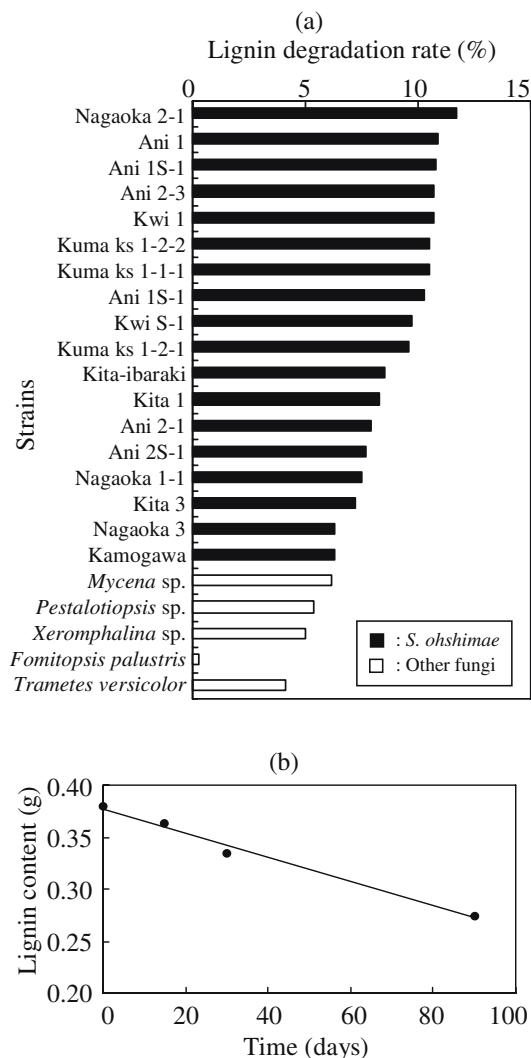 (a)
Lignin degradation rate (%)
0 5 10 15
Nagaoka 2-1
Ani 1
Ani 1S-1
Ani 2-3
Kwi 1
Kuma ks 1-2-2
Kuma ks 1-1-1
Ani 1S-1
Kwi S-1
Kuma ks 1-2-1
Kita-ibaraki
Kita 1
Ani 2-1
Ani 2S-1
Nagaoka 1-1
Kita 3
Nagaoka 3
Kamogawa
Mycena sp.
Pestalotiopsis sp.
Xeromphalina sp.
Fomitopsis palustris
Trametes versicolor
Strains
: S. ohshimae
: Other fungi
(b)
Lignin content (g)
0.40
0.35
0.30
0.25
0.20
0 20 40 60 80 100
Time (days)